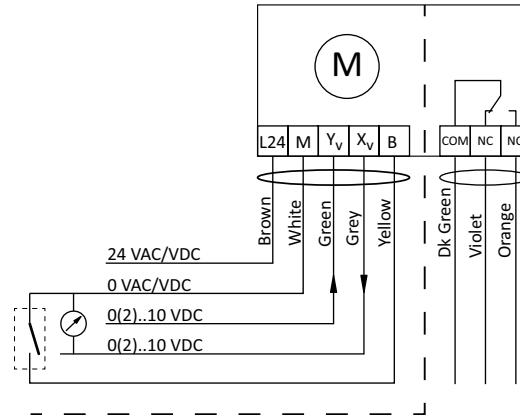 M
L24 M Yv Xv B COM NC NC
Brown
White
Green
Grey
Yellow
Dk Green
Violet
Orange
24 VAC/VDC
0 VAC/VDC
0(2)..10 VDC
0(2)..10 VDC